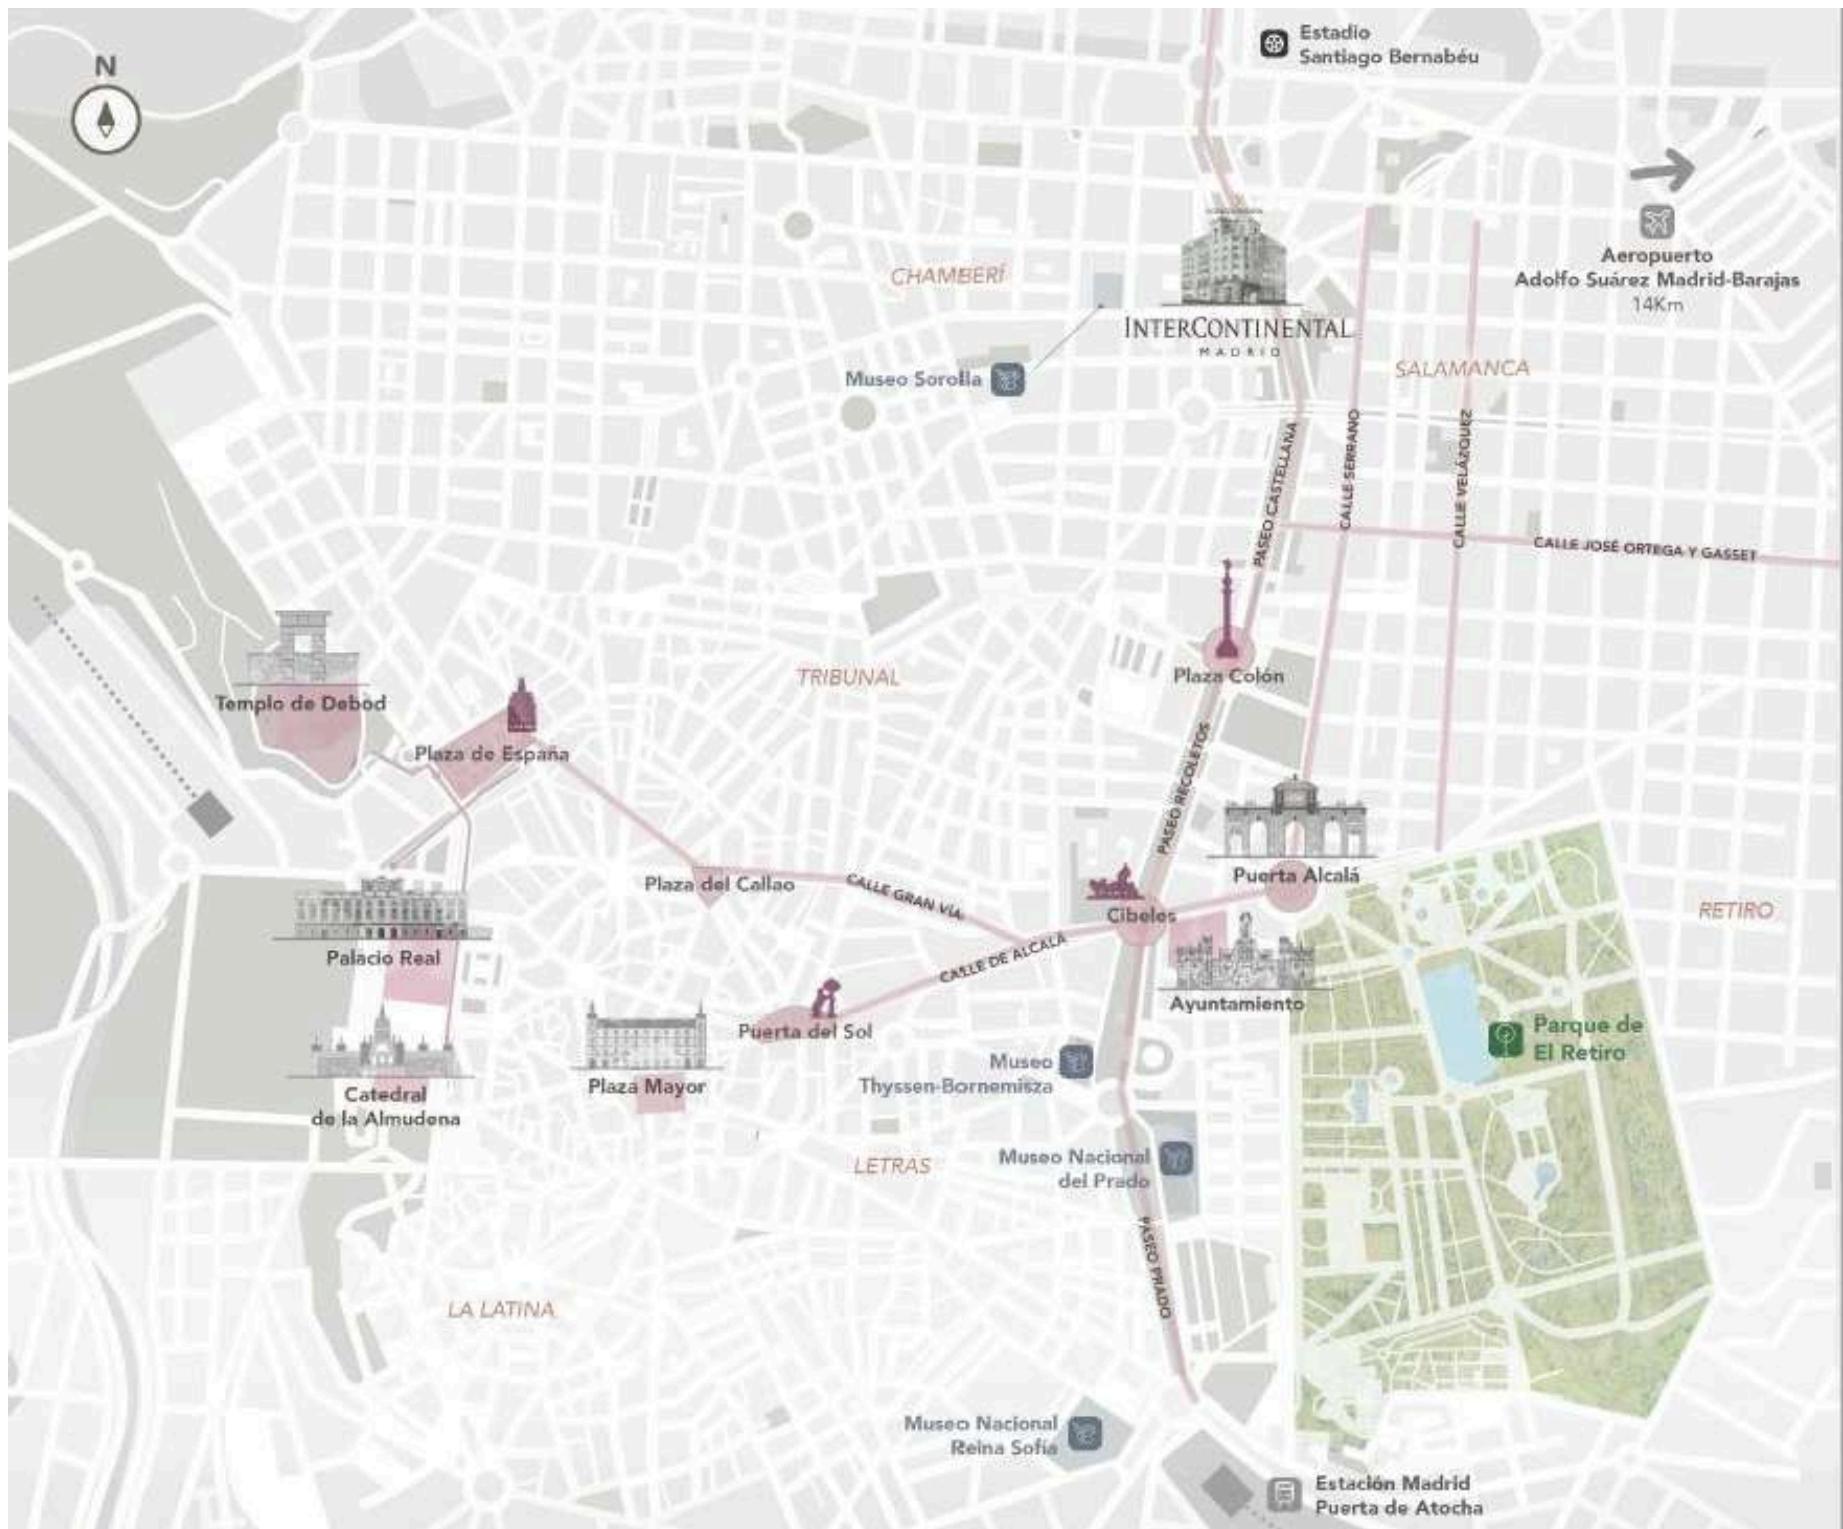 N
Estadio
Santiago Bernabéu
Aeropuerto
Adolfo Suárez Madrid-Barajas
14Km
CHAMBERÍ
INTERCONTINENTAL
MADRID
Museo Sorolla
SALAMANCA
PASEO CASTELLANA
CALLE SERRANO
CALLE VELÁZQUEZ
CALLE JOSÉ ORTEGA Y GASSET
Plaza Colón
TRIBUNAL
Templo de Debod
Plaza de España
PASEO RECOLETOS
Plaza del Callao
CALLE GRAN VÍA
Puerta Alcalá
Cibeles
RETIRO
CALLE DE ALCALÁ
Palacio Real
Ayuntamiento
Puerta del Sol
Parque de
El Retiro
Museo
Thyssen-Bornemisza
Plaza Mayor
Catedral
de la Almudena
Museo Nacional
del Prado
LETRAS
PASEO PRADO
LA LATINA
Museo Nacional
Reina Sofía
Estación Madrid
Puerta de Atocha